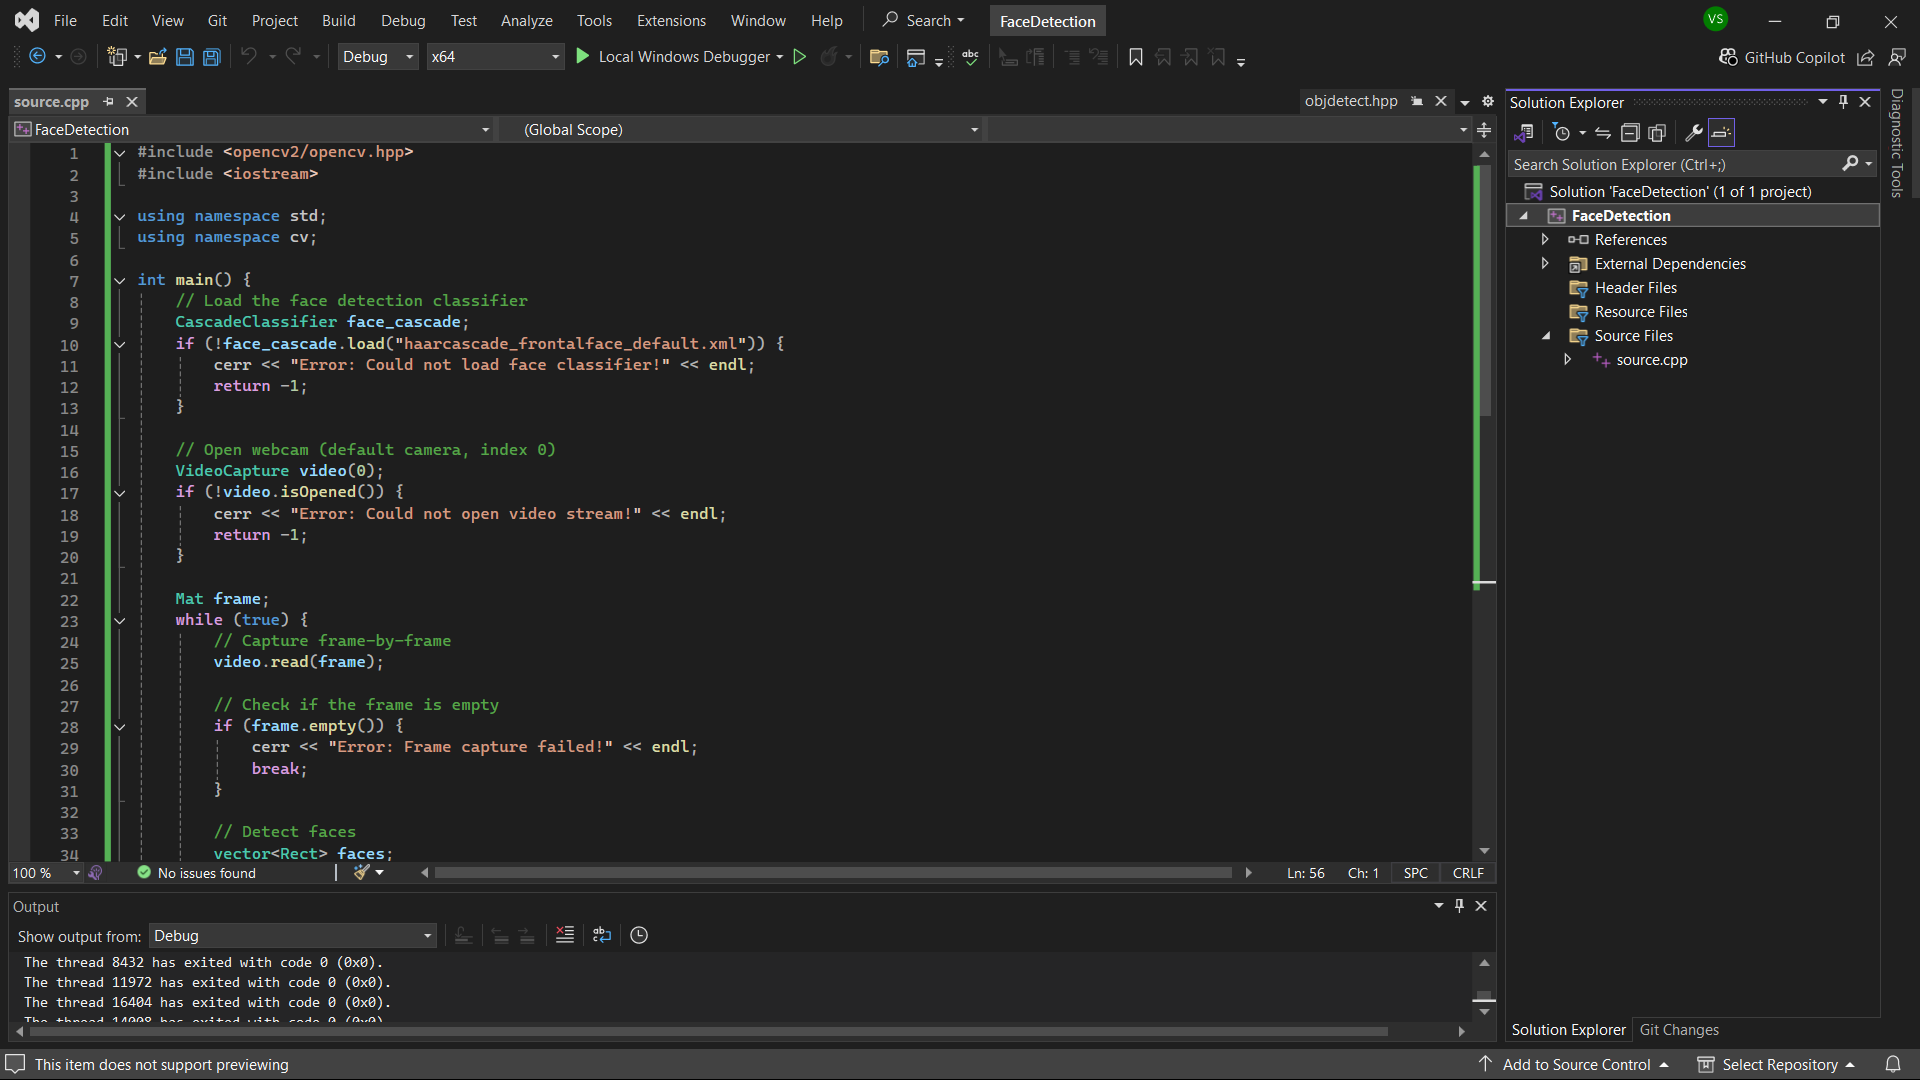 File Edit View Git Project Build Debug Test Analyze Tools Extensions Window Help Search FaceDetection VS
Debug x64 Local Windows Debugger abc GitHub Copilot
source.cpp objdetect.hpp
FaceDetection (Global Scope)
1 #include <opencv2/opencv.hpp>
2 #include <iostream>
3
4 using namespace std;
5 using namespace cv;
6
7 int main() {
8 // Load the face detection classifier
9 CascadeClassifier face_cascade;
10 if (!face_cascade.load("haarcascade_frontalface_default.xml")) {
11 cerr << "Error: Could not load face classifier!" << endl;
12 return -1;
13 }
14
15 // Open webcam (default camera, index 0)
16 VideoCapture video(0);
17 if (!video.isOpened()) {
18 cerr << "Error: Could not open video stream!" << endl;
19 return -1;
20 }
21
22 Mat frame;
23 while (true) {
24 // Capture frame-by-frame
25 video.read(frame);
26
27 // Check if the frame is empty
28 if (frame.empty()) {
29 cerr << "Error: Frame capture failed!" << endl;
30 break;
31 }
32
33 // Detect faces
34 vector<Rect> faces;
100 % No issues found Ln: 56 Ch: 1 SPC CRLF
Output
Show output from: Debug
The thread 8432 has exited with code 0 (0x0).
The thread 11972 has exited with code 0 (0x0).
The thread 16404 has exited with code 0 (0x0).
The thread 14008 has exited with code 0 (0x0).
Solution Explorer
Search Solution Explorer (Ctrl+;)
Solution 'FaceDetection' (1 of 1 project)
FaceDetection
References
External Dependencies
Header Files
Resource Files
Source Files
source.cpp
Solution Explorer Git Changes
Diagnostic Tools
This item does not support previewing Add to Source Control Select Repository